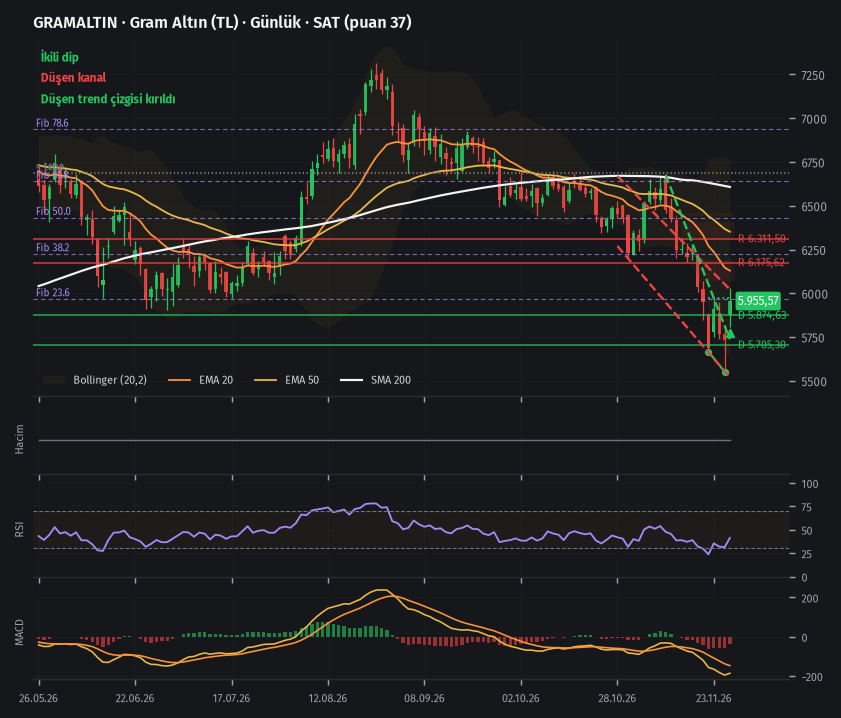 GRAMALTIN · Gram Altın (TL) · Günlük · SAT (puan 37)
İkili dip
Düşen kanal
Düşen trend çizgisi kırıldı
Fib 78.6
Fib 50.0
Fib 38.2
Fib 23.6
7250
7000
6750
6500
6250
6000
5750
5500
R 6.311,50
R 6.175,62
5.955,57
D 5.874,63
D 5.705,30
Bollinger (20,2)
EMA 20
EMA 50
SMA 200
Hacim
RSI
100
75
50
25
0
MACD
200
0
-200
26.05.26
22.06.26
17.07.26
12.08.26
08.09.26
02.10.26
28.10.26
23.11.26